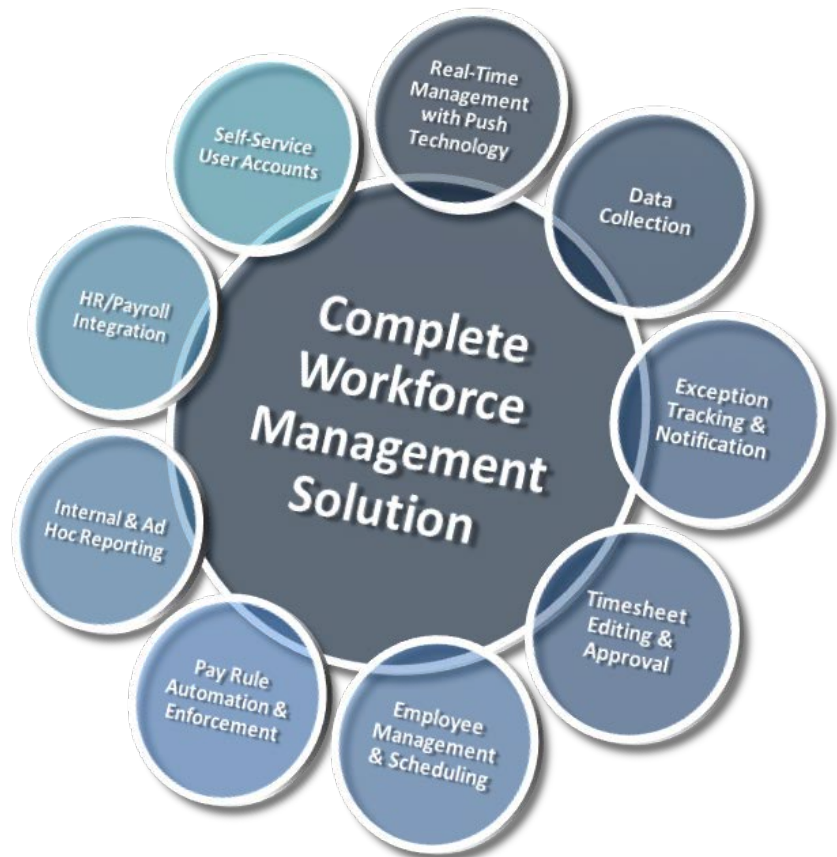 Real-Time
Management
with Push
Technology
Self-Service
User Accounts
Data
Collection
HR/Payroll
Integration
Complete
Workforce
Management
Solution
Exception
Tracking &
Notification
Internal & Ad
Hoc Reporting
Timesheet
Editing &
Approval
Pay Rule
Automation &
Enforcement
Employee
Management
& Scheduling